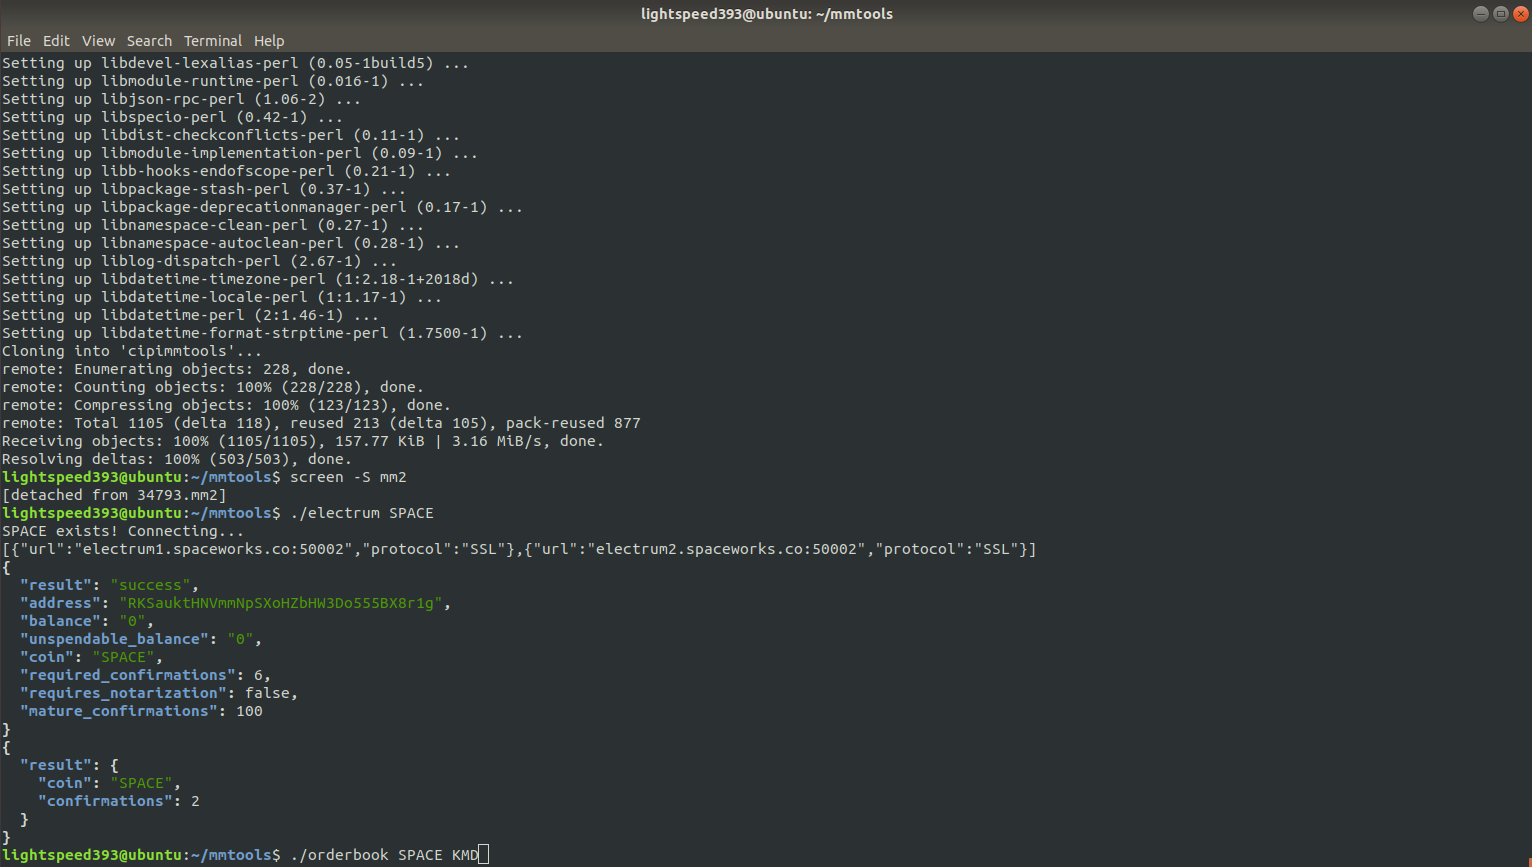 lightspeed393@ubuntu: ~/mmtools
File Edit View Search Terminal Help
Setting up libdevel-lexalias-perl (0.05-1build5) ...
Setting up libmodule-runtime-perl (0.016-1) ...
Setting up libjson-rpc-perl (1.06-2) ...
Setting up libspecio-perl (0.42-1) ...
Setting up libdist-checkconflicts-perl (0.11-1) ...
Setting up libmodule-implementation-perl (0.09-1) ...
Setting up libb-hooks-endofscope-perl (0.21-1) ...
Setting up libpackage-stash-perl (0.37-1) ...
Setting up libpackage-deprecationmanager-perl (0.17-1) ...
Setting up libnamespace-clean-perl (0.27-1) ...
Setting up libnamespace-autoclean-perl (0.28-1) ...
Setting up liblog-dispatch-perl (2.67-1) ...
Setting up libdatetime-timezone-perl (1:2.18-1+2018d) ...
Setting up libdatetime-locale-perl (1:1.17-1) ...
Setting up libdatetime-perl (2:1.46-1) ...
Setting up libdatetime-format-strptime-perl (1.7500-1) ...
Cloning into 'cipimmtools'...
remote: Enumerating objects: 228, done.
remote: Counting objects: 100% (228/228), done.
remote: Compressing objects: 100% (123/123), done.
remote: Total 1105 (delta 118), reused 213 (delta 105), pack-reused 877
Receiving objects: 100% (1105/1105), 157.77 KiB | 3.16 MiB/s, done.
Resolving deltas: 100% (503/503), done.
lightspeed393@ubuntu:~/mmtools$ screen -S mm2
[detached from 34793.mm2]
lightspeed393@ubuntu:~/mmtools$ ./electrum SPACE
SPACE exists! Connecting...
[{"url":"electrum1.spaceworks.co:50002","protocol":"SSL"},{"url":"electrum2.spaceworks.co:50002","protocol":"SSL"}]
{
  "result": "success",
  "address": "RKSauktHNVmmNpSXoHZbHW3Do555BX8r1g",
  "balance": "0",
  "unspendable_balance": "0",
  "coin": "SPACE",
  "required_confirmations": 6,
  "requires_notarization": false,
  "mature_confirmations": 100
}
{
  "result": {
    "coin": "SPACE",
    "confirmations": 2
  }
}
lightspeed393@ubuntu:~/mmtools$ ./orderbook SPACE KMD